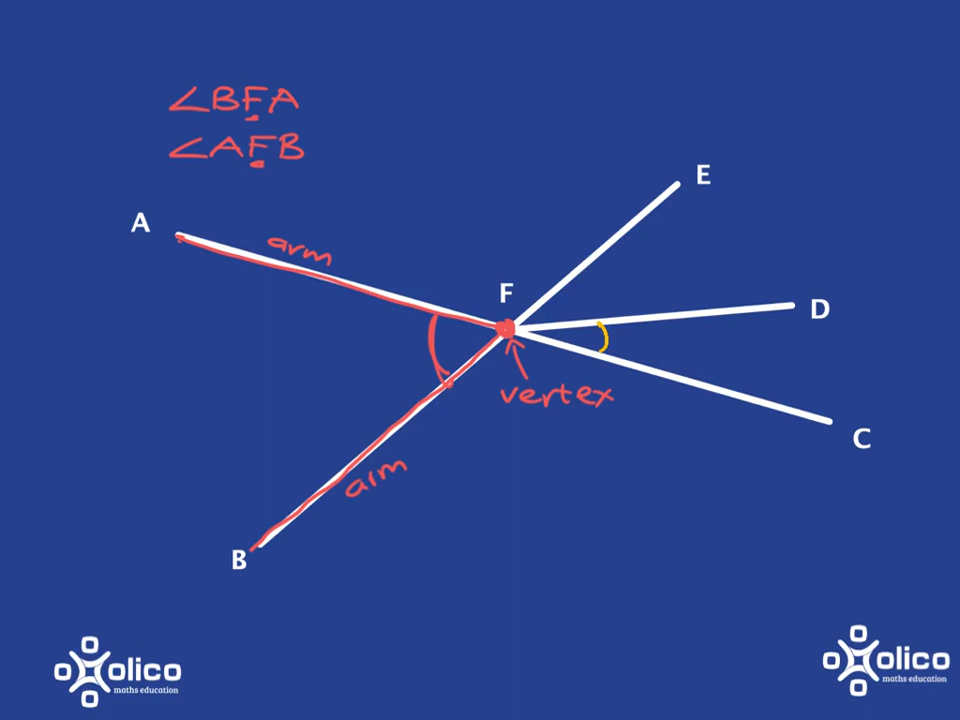 ∠BFA
∠AFB
E
A
arm
F
D
vertex
C
arm
B
olico
maths education
olico
maths education